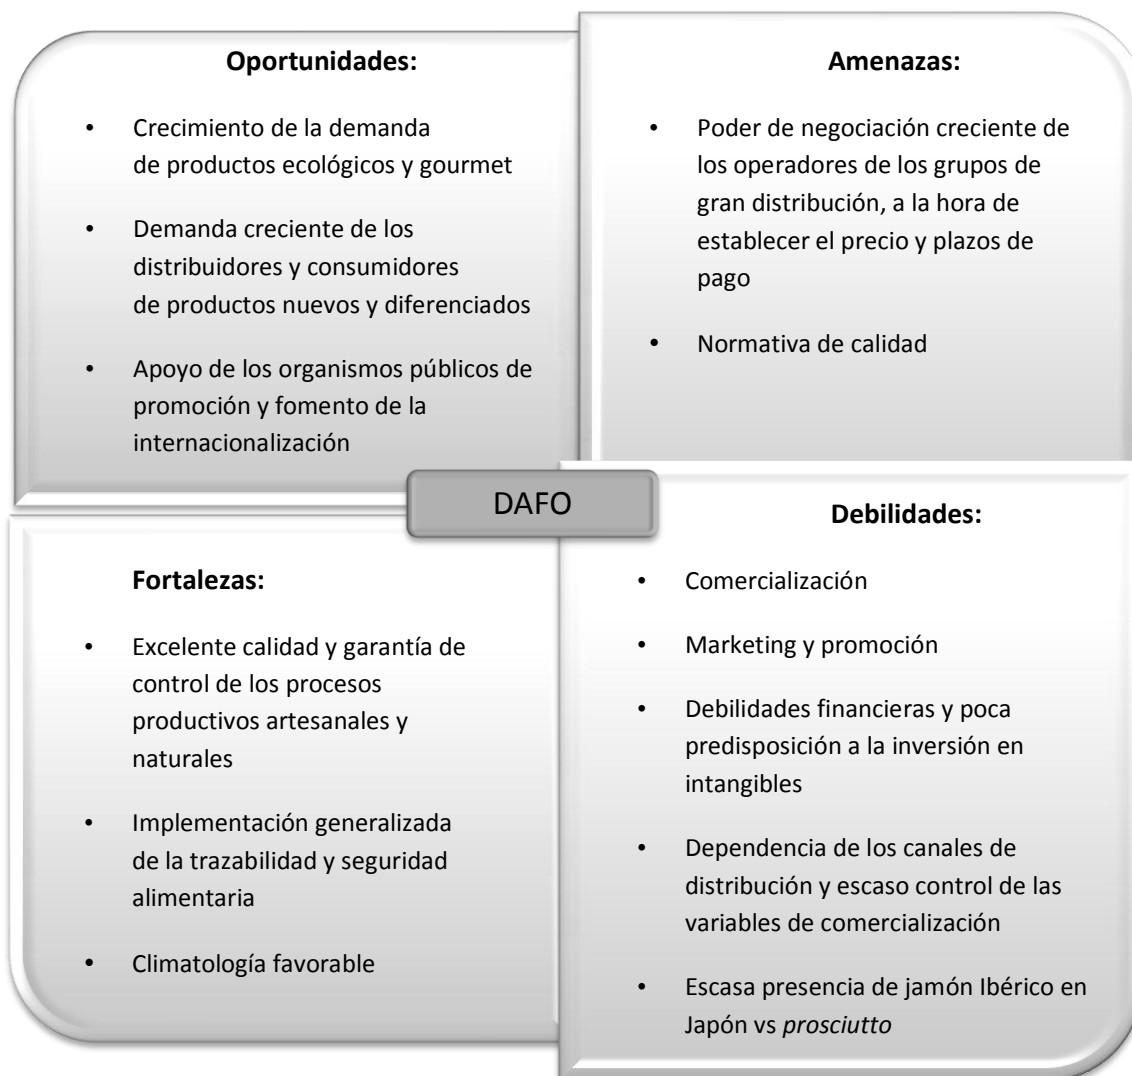 Oportunidades:
• Crecimiento de la demanda
de productos ecológicos y gourmet
• Demanda creciente de los
distribuidores y consumidores
de productos nuevos y diferenciados
• Apoyo de los organismos públicos de
promoción y fomento de la
internacionalización
Amenazas:
• Poder de negociación creciente de
los operadores de los grupos de
gran distribución, a la hora de
establecer el precio y plazos de
pago
• Normativa de calidad
DAFO
Fortalezas:
• Excelente calidad y garantía de
control de los procesos
productivos artesanales y
naturales
• Implementación generalizada
de la trazabilidad y seguridad
alimentaria
• Climatología favorable
Debilidades:
• Comercialización
• Marketing y promoción
• Debilidades financieras y poca
predisposición a la inversión en
intangibles
• Dependencia de los canales de
distribución y escaso control de las
variables de comercialización
• Escasa presencia de jamón Ibérico en
Japón vs prosciutto